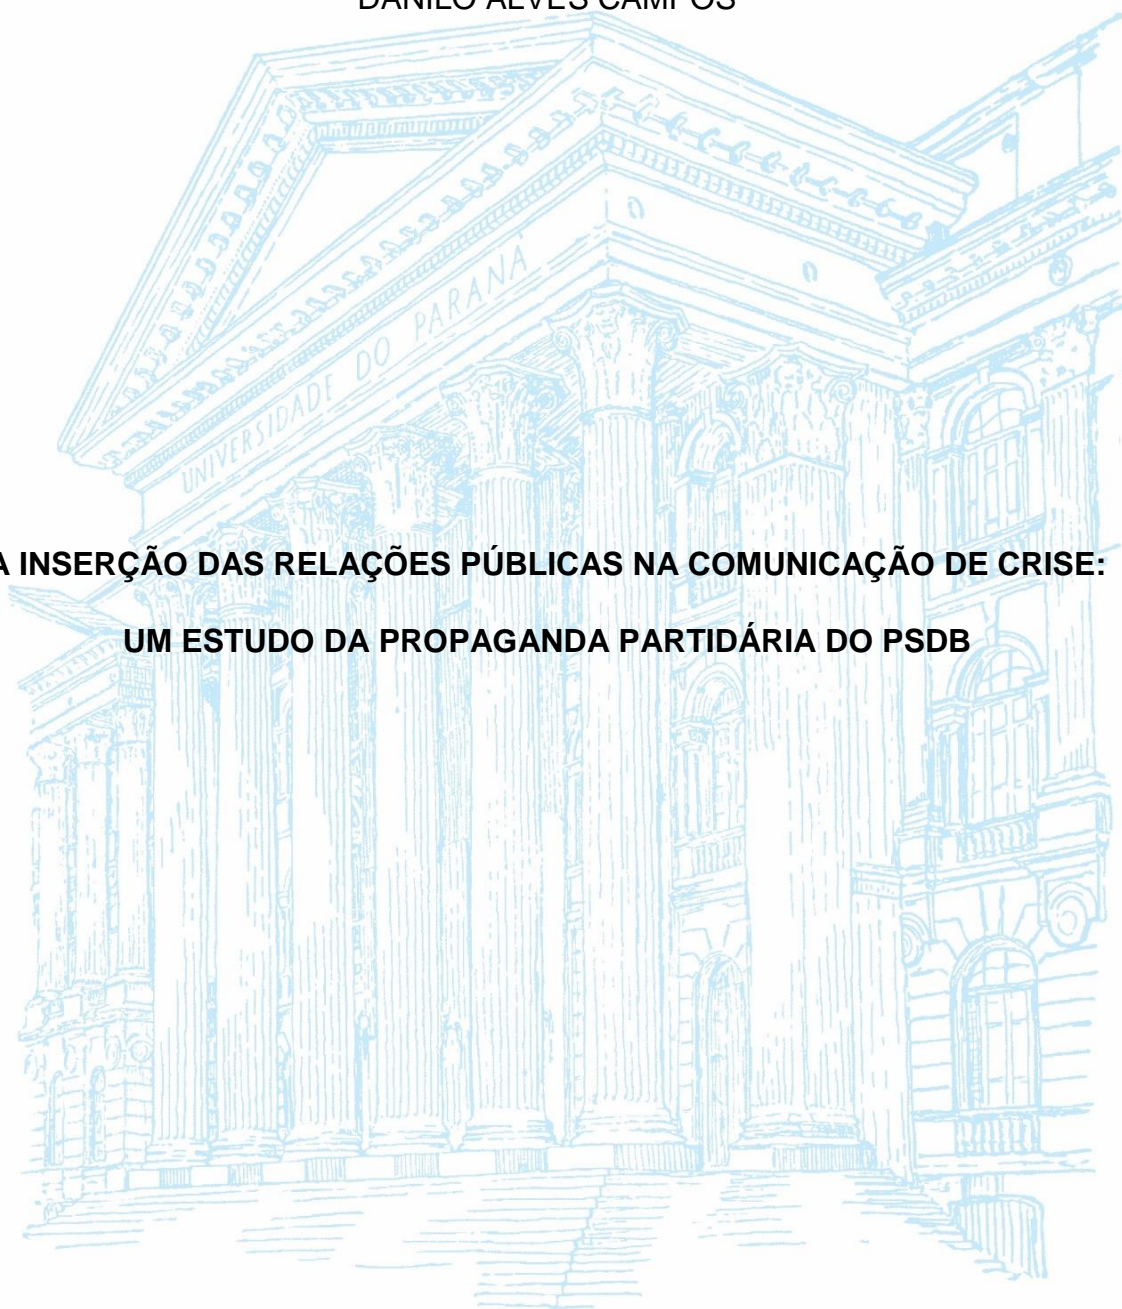 DANILO ALVES CAMPOS
UNIVERSIDADE DO PARANÁ
A INSERÇÃO DAS RELAÇÕES PÚBLICAS NA COMUNICAÇÃO DE CRISE:
UM ESTUDO DA PROPAGANDA PARTIDÁRIA DO PSDB